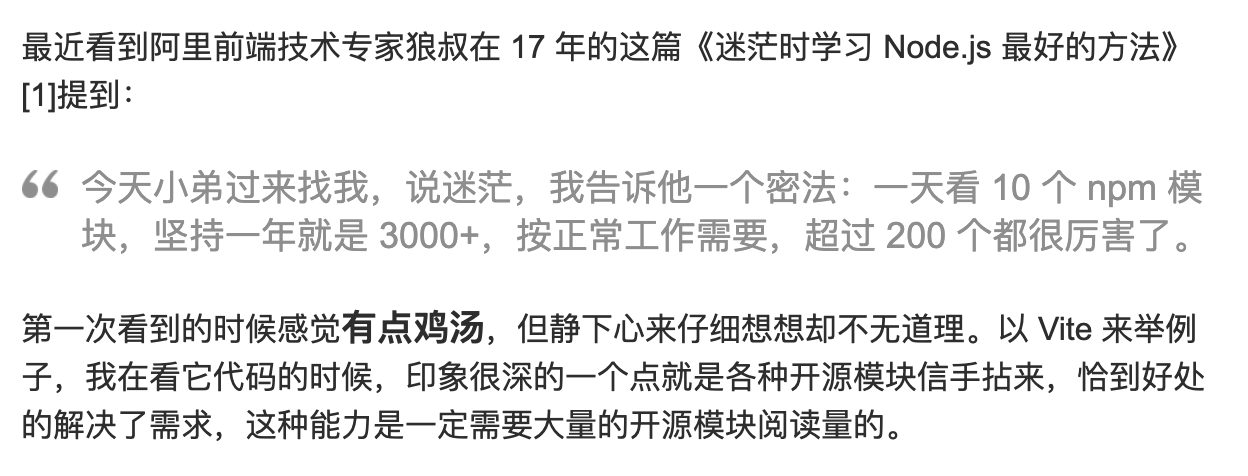 最近看到阿里前端技术专家狼叔在 17 年的这篇《迷茫时学习 Node.js 最好的方法》
[1]提到：
“今天小弟过来找我，说迷茫，我告诉他一个密法：一天看 10 个 npm 模
块，坚持一年就是 3000+，按正常工作需要，超过 200 个都很厉害了。
第一次看到的时候感觉有点鸡汤，但静下心来仔细想想却不无道理。以 Vite 来举例
子，我在看它代码的时候，印象很深的一个点就是各种开源模块信手拈来，恰到好处
的解决了需求，这种能力是一定需要大量的开源模块阅读量的。